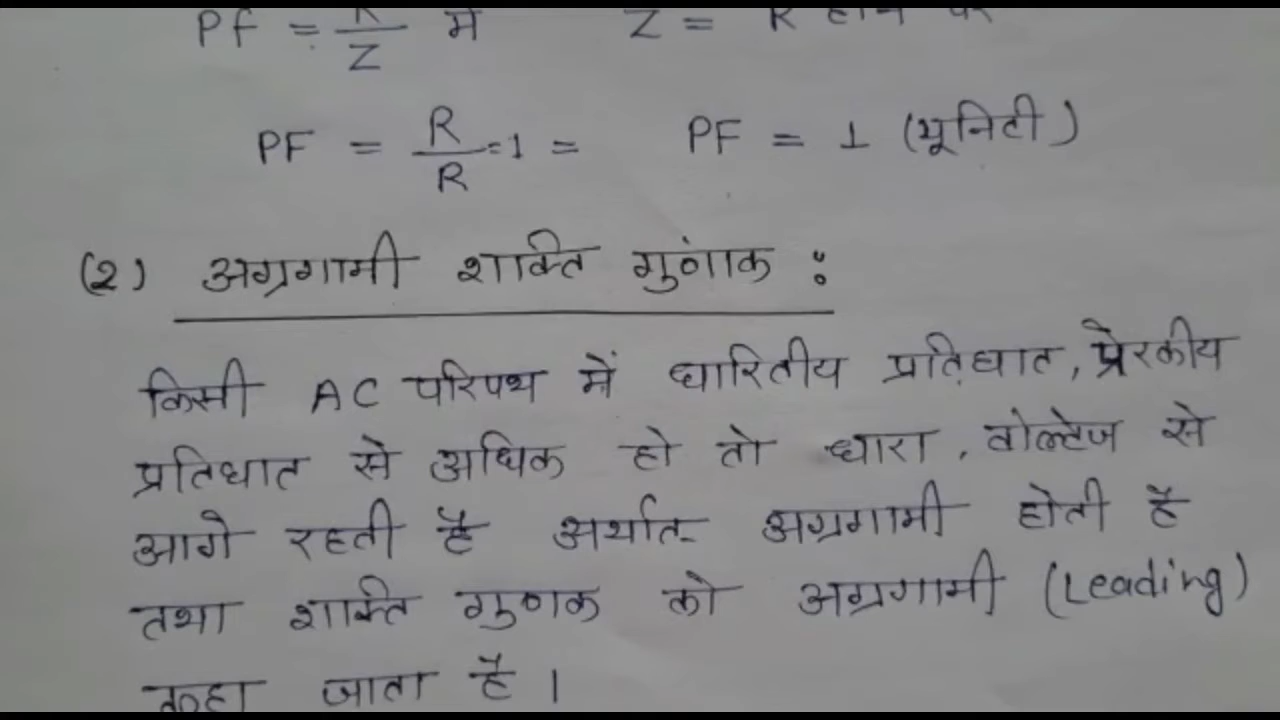 PF = R/Z में Z = R होने पर
PF = R/R = 1 = PF = 1 (यूनिटी)
(2) अग्रगामी शक्ति गुणांक :
किसी AC परिपथ में धारितीय प्रतिघात, प्रेरकीय
प्रतिघात से अधिक हो तो धारा, वोल्टेज से
आगे रहती है अर्थात अग्रगामी होती है
तथा शक्ति गुणक को अग्रगामी (Leading)
कहा जाता है ।